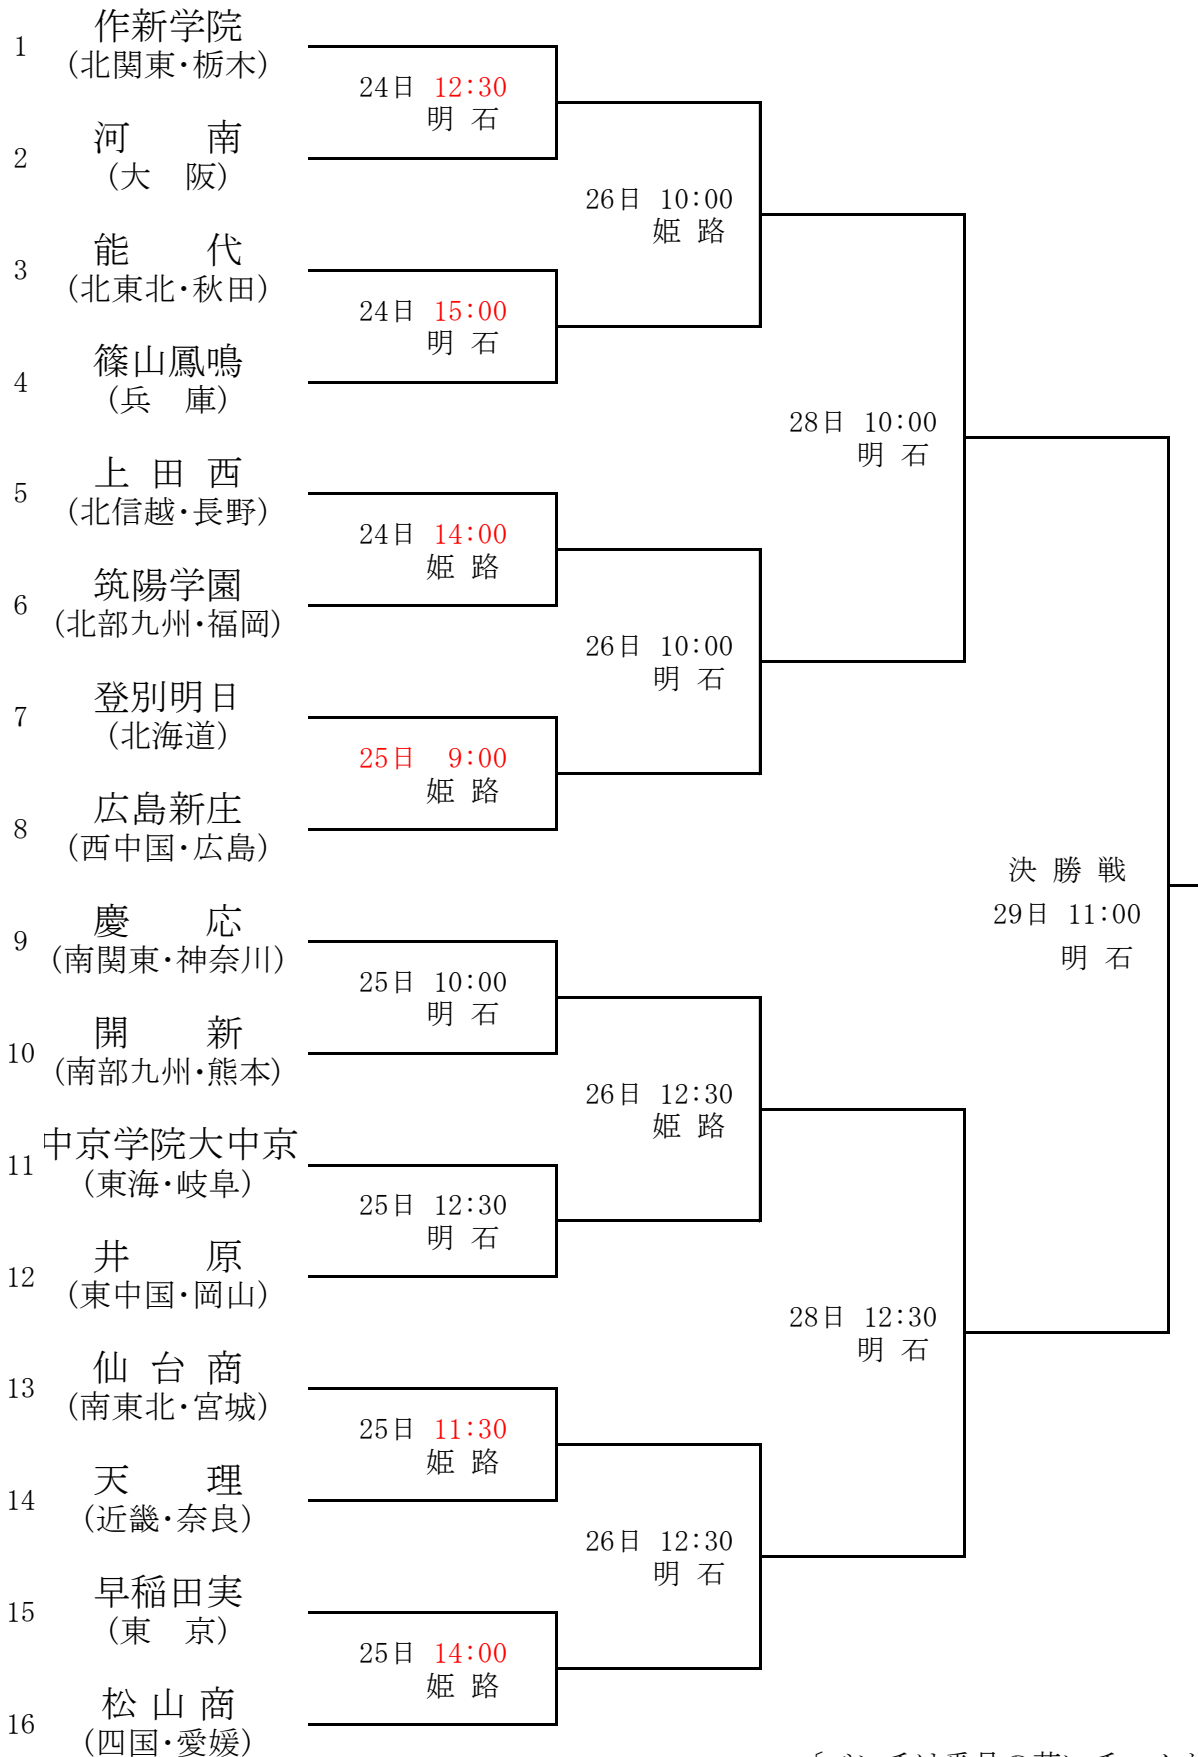 1
作新学院
(北関東・栃木)
24日 12:30
明 石
2
河 南
(大 阪)
26日 10:00
姫 路
3
能 代
(北東北・秋田)
24日 15:00
明 石
4
篠山鳳鳴
(兵 庫)
28日 10:00
明 石
5
上 田 西
(北信越・長野)
24日 14:00
姫 路
6
筑陽学園
(北部九州・福岡)
26日 10:00
明 石
7
登別明日
(北海道)
25日 9:00
姫 路
8
広島新庄
(西中国・広島)
決 勝 戦
29日 11:00
明 石
9
慶 応
(南関東・神奈川)
25日 10:00
明 石
10
開 新
(南部九州・熊本)
26日 12:30
姫 路
11
中京学院大中京
(東海・岐阜)
25日 12:30
明 石
12
井 原
(東中国・岡山)
28日 12:30
明 石
13
仙 台 商
(南東北・宮城)
25日 11:30
姫 路
14
天 理
(近畿・奈良)
26日 12:30
明 石
15
早稲田実
(東 京)
25日 14:00
姫 路
16
松 山 商
(四国・愛媛)